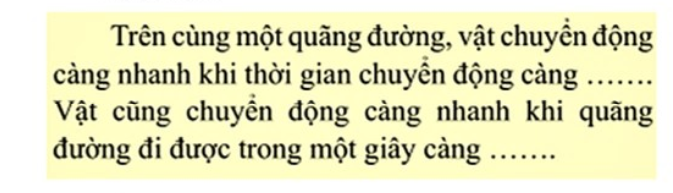 Trên cùng một quãng đường, vật chuyển động
càng nhanh khi thời gian chuyển động càng .......
Vật cũng chuyển động càng nhanh khi quãng
đường đi được trong một giây càng .......